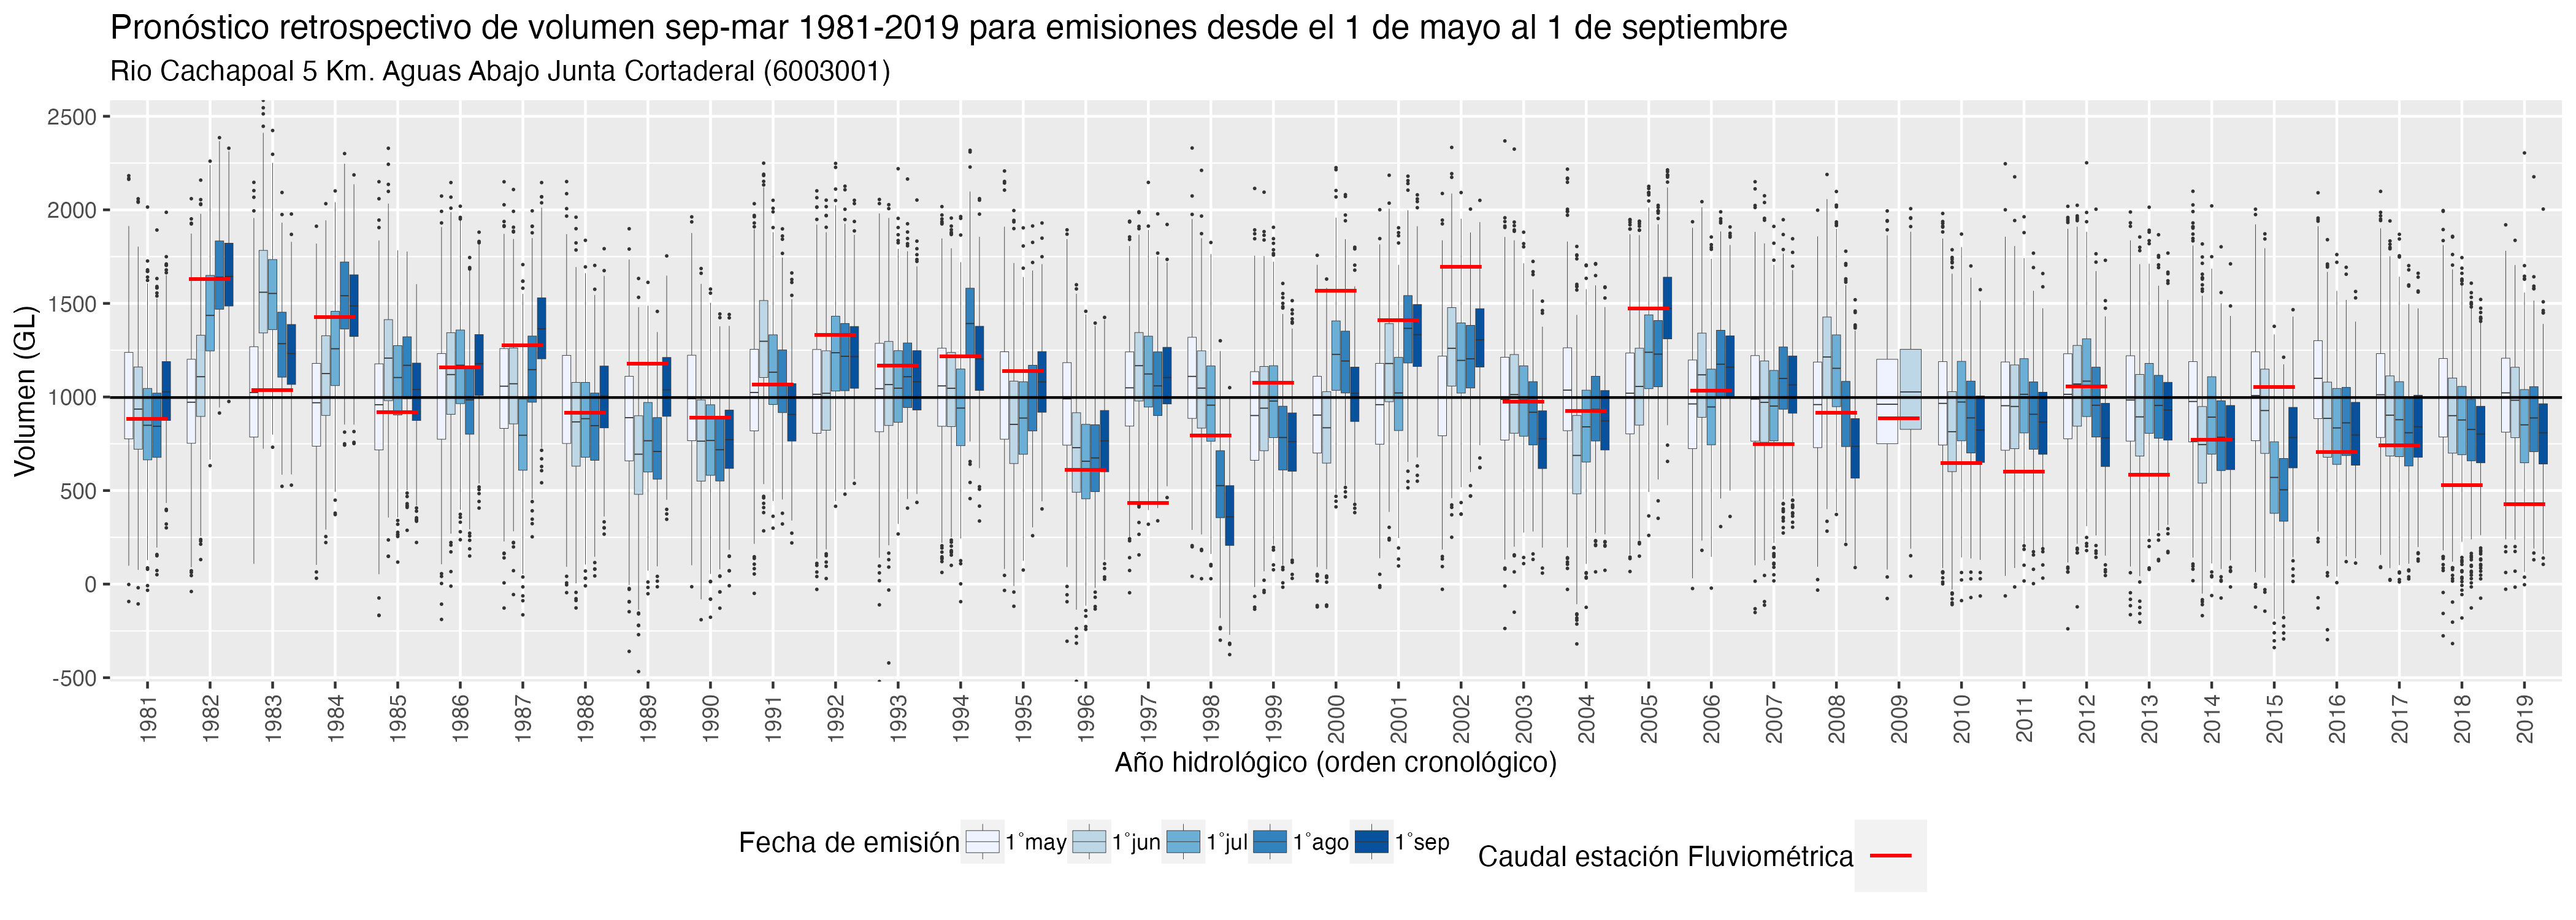 Pronóstico retrospectivo de volumen sep-mar 1981-2019 para emisiones desde el 1 de mayo al 1 de septiembre
Rio Cachapoal 5 Km. Aguas Abajo Junta Cortaderal (6003001)
Volumen (GL)
2500
2000
1500
1000
500
0
-500
1981 1982 1983 1984 1985 1986 1987 1988 1989 1990 1991 1992 1993 1994 1995 1996 1997 1998 1999 2000 2001 2002 2003 2004 2005 2006 2007 2008 2009 2010 2011 2012 2013 2014 2015 2016 2017 2018 2019
Año hidrológico (orden cronológico)
Fecha de emisión 1°may 1°jun 1°jul 1°ago 1°sep Caudal estación Fluviométrica